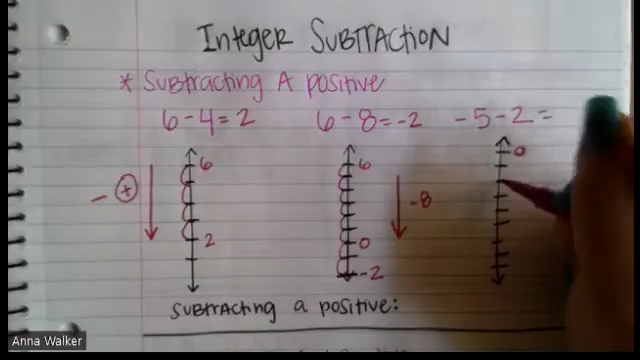 Integer Subtraction
* Subtracting A positive
6 - 4 = 2
6 - 8 = -2
-5 - 2 =
6
6
0
- +
-8
2
0
-2
Subtracting a positive:
Anna Walker